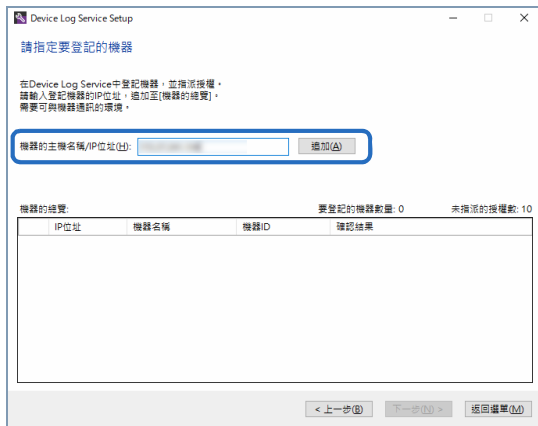 Device Log Service Setup
請指定要登記的機器
在Device Log Service中登記機器，並指派授權。
請輸入登記機器的IP位址，追加至[機器的總覽]。
需要可與機器通訊的環境。
機器的主機名稱/IP位址(H): 追加(A)
機器的總覽: 要登記的機器數量: 0 未指派的授權數: 10
IP位址 機器名稱 機器ID 確認結果
< 上一步(B) 下一步(N) > 返回選單(M)